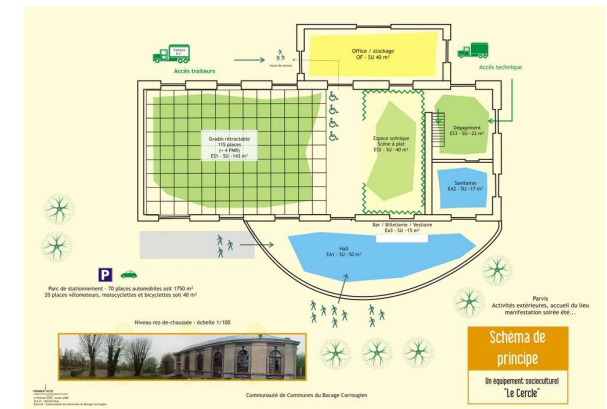 Office / stockage
OF - SU 40 m²
Accès traiteurs
Accès technique
Gradin rétractable
115 places
(+ 4 PMR)
ES1 - SU -143 m²
Espace scénique
Scène à plat
ES2 - SU -40 m²
Dégagement
ES3 - SU -22 m²
Sanitaires
EA2 - SU -17 m²
Bar / Billetterie / Vestiaire
EA3 - SU -15 m²
Hall
EA1 - SU -50 m²
P
Parc de stationnement - 70 places automobiles soit 1750 m²
20 places vélomoteurs, motocyclettes et bicyclettes soit 40 m²
Parvis
Activités extérieures, accueil du lieu
manifestation soirée été...
Niveau rez-de-chaussée - échelle 1/100
Schéma de
principe
Un équipement socioculturel
"Le Cercle"
Communauté de Communes du Bocage Carrougien